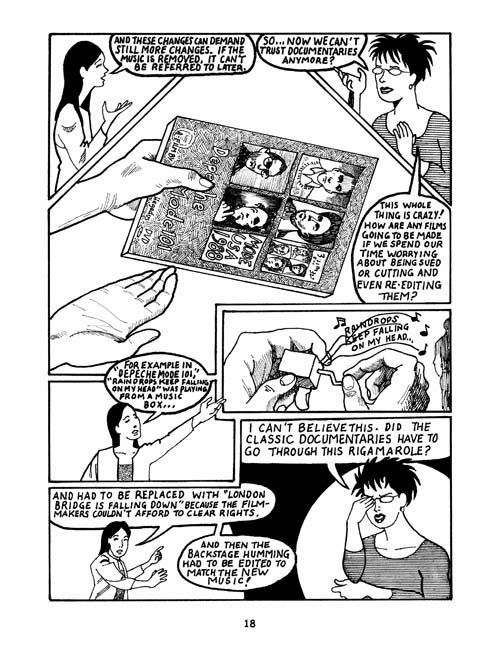 AND THESE CHANGES CAN DEMAND
STILL MORE CHANGES. IF THE
MUSIC IS REMOVED, IT CAN'T
BE REFERRED TO LATER.
SO... NOW WE CAN'T
TRUST DOCUMENTARIES
ANYMORE?
Depeche
Mode 101
MADE
USA
1988
THIS WHOLE
THING IS CRAZY!
HOW ARE ANY FILMS
GOING TO BE MADE
IF WE SPEND OUR
TIME WORRYING
ABOUT BEING SUED
OR CUTTING AND
EVEN RE-EDITING
THEM?
"FOR EXAMPLE IN
"DEPECHE MODE 101,"
"RAINDROPS KEEP FALLING
ON MY HEAD" WAS PLAYING
FROM A MUSIC
BOX...
RAINDROPS
KEEP FALLING
ON MY HEAD...
I CAN'T BELIEVE THIS. DID THE
CLASSIC DOCUMENTARIES HAVE TO
GO THROUGH THIS RIGAMAROLE?
AND HAD TO BE REPLACED WITH "LONDON
BRIDGE IS FALLING DOWN" BECAUSE THE FILM-
MAKERS COULDN'T AFFORD TO CLEAR RIGHTS.
AND THEN THE
BACKSTAGE HUMMING
HAD TO BE EDITED TO
MATCH THE NEW
MUSIC!
18